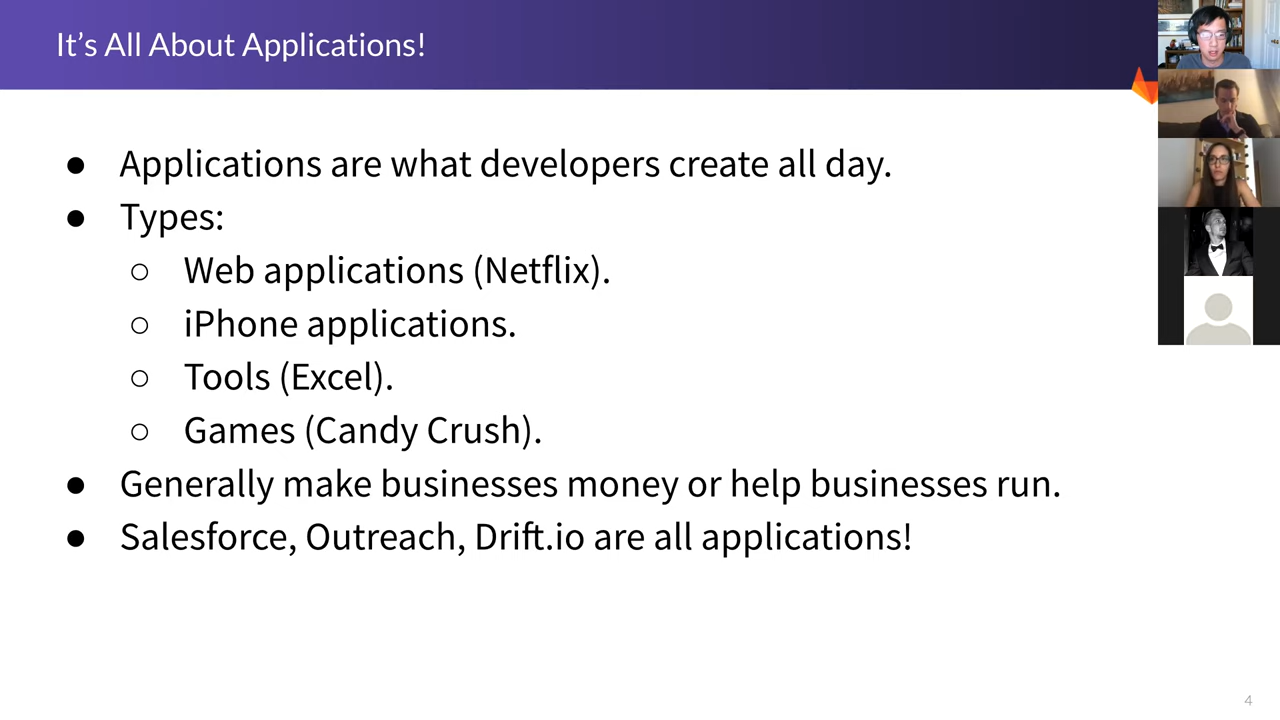 It’s All About Applications!
● Applications are what developers create all day.
● Types:
○ Web applications (Netflix).
○ iPhone applications.
○ Tools (Excel).
○ Games (Candy Crush).
● Generally make businesses money or help businesses run.
● Salesforce, Outreach, Drift.io are all applications!
4